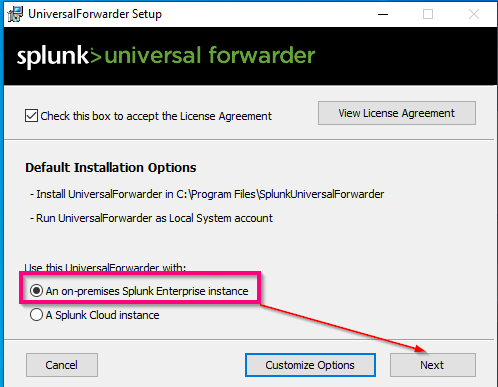 UniversalForwarder Setup
splunk> universal forwarder
Check this box to accept the License Agreement
View License Agreement
Default Installation Options
- Install UniversalForwarder in C:\Program Files\SplunkUniversalForwarder
- Run UniversalForwarder as Local System account
Use this UniversalForwarder with:
An on-premises Splunk Enterprise instance
A Splunk Cloud instance
Cancel
Customize Options
Next